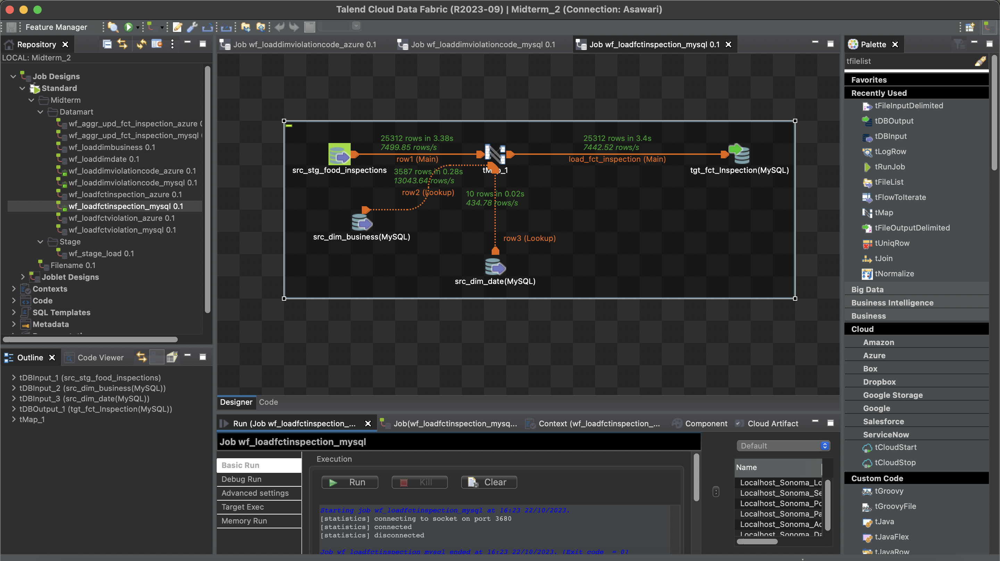 Talend Cloud Data Fabric (R2023-09) | Midterm_2 (Connection: Asawari)
Feature Manager
Repository
LOCAL: Midterm_2
Job Designs
Standard
Midterm
Datamart
wf_aggr_upd_fct_inspection_azure
wf_aggr_upd_fct_inspection_mysql
wf_loaddimbusiness 0.1
wf_loaddimdate 0.1
wf_loaddimviolationcode_azure 0.1
wf_loaddimviolationcode_mysql 0.1
wf_loadfctinspection_azure 0.1
wf_loadfctinspection_mysql 0.1
wf_loadfctviolation_azure 0.1
wf_loadfctviolation_mysql 0.1
Stage
wf_stage_load 0.1
Filename 0.1
Joblet Designs
Contexts
Code
SQL Templates
Metadata
Outline
Code Viewer
tDBInput_1 (src_stg_food_inspections)
tDBInput_2 (src_dim_business(MySQL))
tDBInput_3 (src_dim_date(MySQL))
tDBOutput_1 (tgt_fct_Inspection(MySQL))
tMap_1
Job wf_loaddimviolationcode_azure 0.1
Job wf_loaddimviolationcode_mysql 0.1
Job wf_loadfctinspection_mysql 0.1
25312 rows in 3.38s
7499.85 rows/s
row1 (Main)
25312 rows in 3.4s
7442.52 rows/s
load_fct_inspection (Main)
src_stg_food_inspections
3587 rows in 0.28s
13043.64 rows/s
row2 (Lookup)
tgt_fct_Inspection(MySQL)
10 rows in 0.02s
434.78 rows/s
src_dim_business(MySQL)
row3 (Lookup)
src_dim_date(MySQL)
Designer
Code
Run (Job wf_loadfctinspection_...
Job(wf_loadfctinspection_mysq...
Context (wf_loadfctinspection_...
Component
Cloud Artifact
Job wf_loadfctinspection_mysql
Basic Run
Debug Run
Advanced settings
Target Exec
Memory Run
Execution
Run
Kill
Clear
Starting job wf_loadfctinspection_mysql at 16:23 22/10/2023.
[statistics] connecting to socket on port 3680
[statistics] connected
[statistics] disconnected
Job wf_loadfctinspection_mysql ended at 16:23 22/10/2023. [Exit code = 0]
Default
Name
Localhost_Sonoma_Lo
Localhost_Sonoma_Se
Localhost_Sonoma_Po
Localhost_Sonoma_Pa
Localhost_Sonoma_Ad
Localhost_Sonoma_Da
Palette
tfilelist
Favorites
Recently Used
tFileInputDelimited
tDBOutput
tDBInput
tLogRow
tRunJob
tFileList
tFlowToIterate
tMap
tFileOutputDelimited
tUniqRow
tJoin
tNormalize
Big Data
Business Intelligence
Business
Cloud
Amazon
Azure
Box
Dropbox
Google Storage
Google
Salesforce
ServiceNow
tCloudStart
tCloudStop
Custom Code
tGroovy
tGroovyFile
tJava
tJavaFlex
tJavaRow